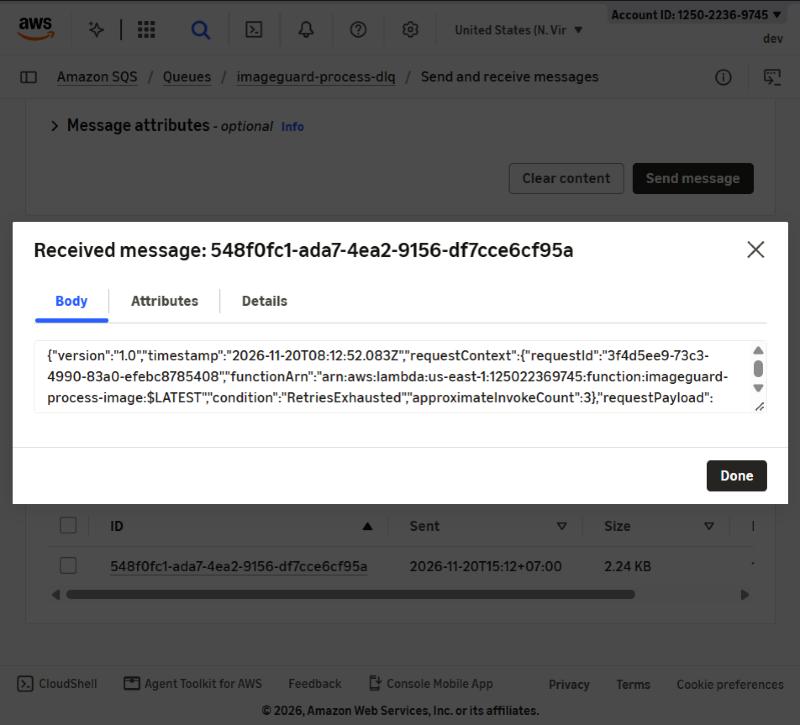 aws
United States (N. Vir
Account ID: 1250-2236-9745
dev
Amazon SQS / Queues / imageguard-process-dlq / Send and receive messages
Message attributes - optional Info
Clear content
Send message
Received message: 548f0fc1-ada7-4ea2-9156-df7cce6cf95a
Body
Attributes
Details
{"version":"1.0","timestamp":"2026-11-20T08:12:52.083Z","requestContext":{"requestId":"3f4d5ee9-73c3-
4990-83a0-efebc8785408","functionArn":"arn:aws:lambda:us-east-1:125022369745:function:imageguard-
process-image:$LATEST","condition":"RetriesExhausted","approximateInvokeCount":3},"requestPayload":
Done
ID
Sent
Size
548f0fc1-ada7-4ea2-9156-df7cce6cf95a
2026-11-20T15:12+07:00
2.24 KB
CloudShell
Agent Toolkit for AWS
Feedback
Console Mobile App
Privacy
Terms
Cookie preferences
© 2026, Amazon Web Services, Inc. or its affiliates.